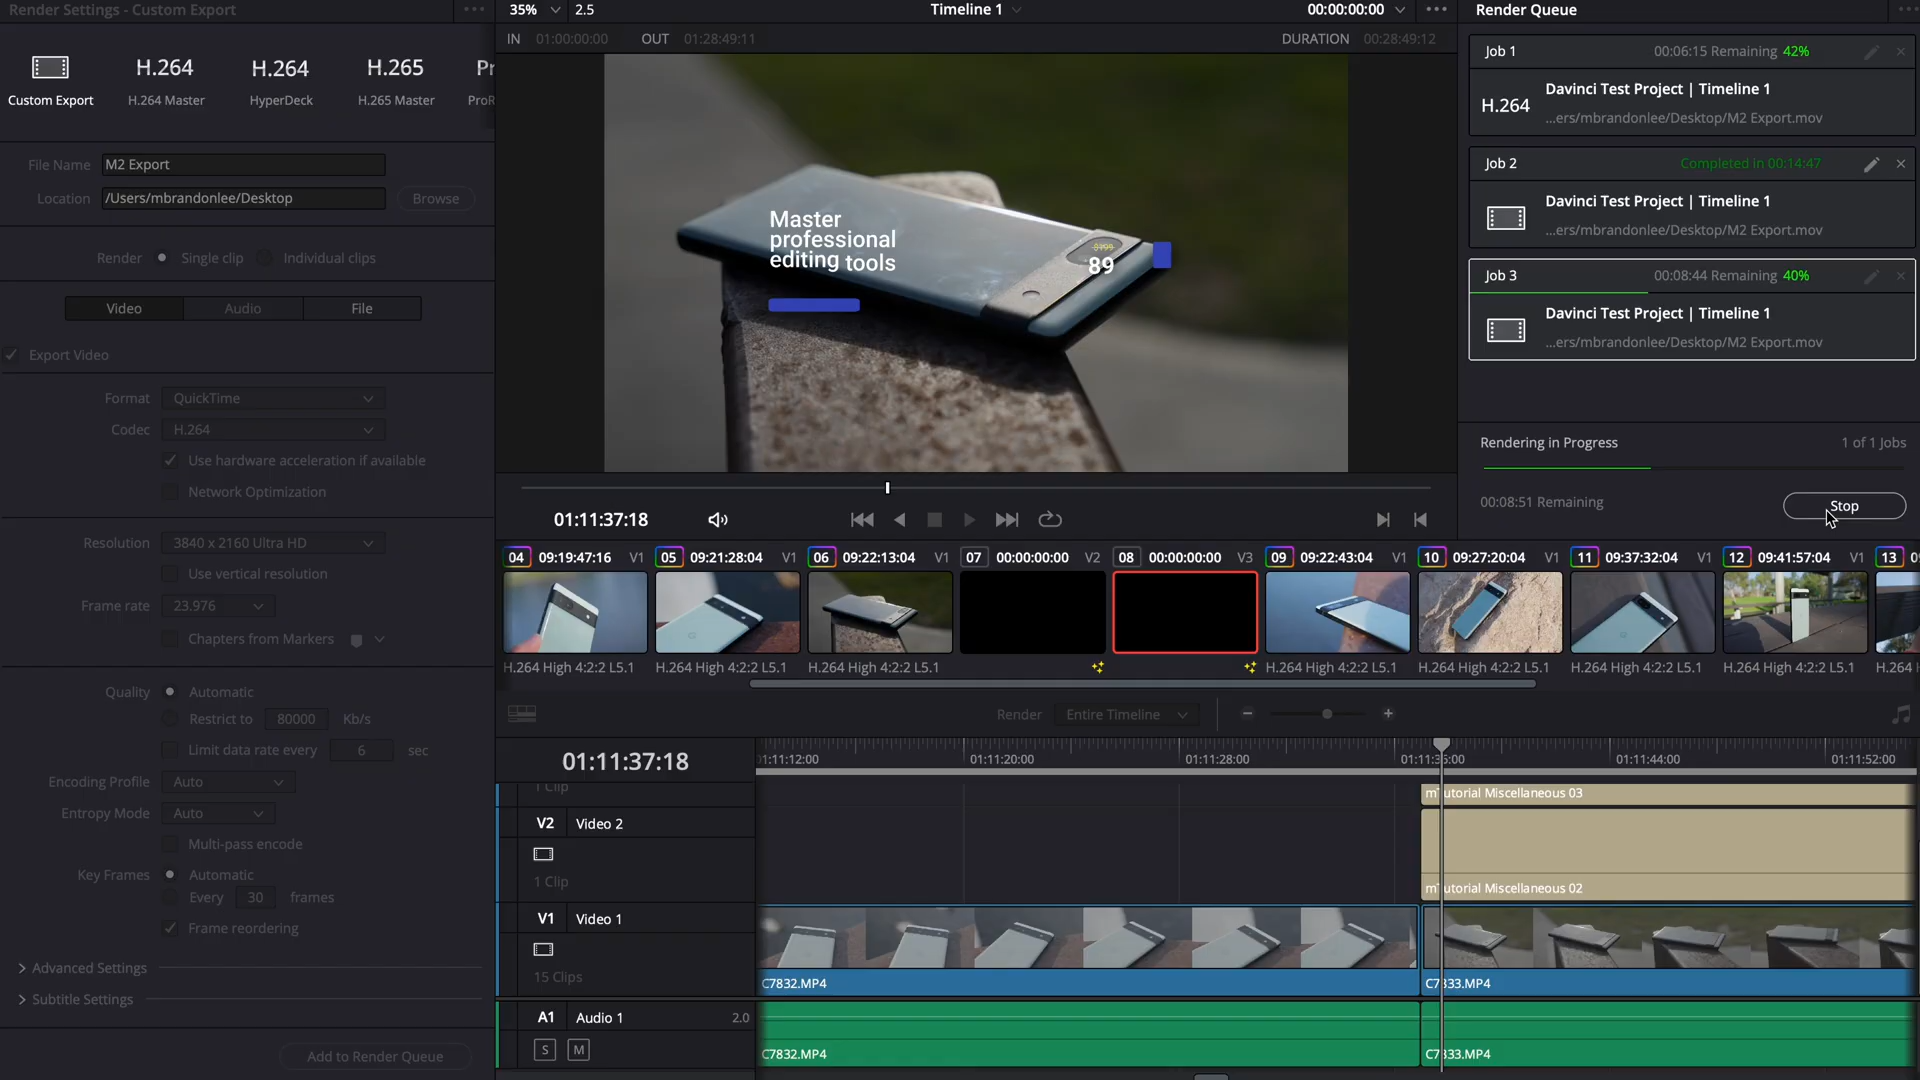 Render Settings - Custom Export
Custom Export
H.264
H.264 Master
H.264
HyperDeck
H.265
H.265 Master
Pr
ProR
File Name M2 Export
Location /Users/mbrandonlee/Desktop Browse
Render Single clip Individual clips
Video Audio File
Export Video
Format QuickTime
Codec H.264
Use hardware acceleration if available
Network Optimization
Resolution 3840 x 2160 Ultra HD
Use vertical resolution
Frame rate 23.976
Chapters from Markers
Quality Automatic
Restrict to 80000 Kb/s
Limit data rate every 6 sec
Encoding Profile Auto
Entropy Mode Auto
Multi-pass encode
Key Frames Automatic
Every 30 frames
Frame reordering
Advanced Settings
Subtitle Settings
Add to Render Queue
35% 2.5 Timeline 1 00:00:00:00
IN 01:00:00:00 OUT 01:28:49:11 DURATION 00:28:49:12
Master
professional
editing tools
$199
89
01:11:37:18
04 09:19:47:16 V1
H.264 High 4:2:2 L5.1
05 09:21:28:04 V1
H.264 High 4:2:2 L5.1
06 09:22:13:04 V1
H.264 High 4:2:2 L5.1
07 00:00:00:00 V2
08 00:00:00:00 V3
09 09:22:43:04 V1
H.264 High 4:2:2 L5.1
10 09:27:20:04 V1
H.264 High 4:2:2 L5.1
11 09:37:32:04 V1
H.264 High 4:2:2 L5.1
12 09:41:57:04 V1
H.264 High 4:2:2 L5.1
13 0
H.264 H
Render Entire Timeline
01:11:37:18
01:11:12:00 01:11:20:00 01:11:28:00 01:11:36:00 01:11:44:00 01:11:52:00
1 Clip
mTutorial Miscellaneous 03
V2 Video 2
1 Clip
mTutorial Miscellaneous 02
V1 Video 1
15 Clips
C7832.MP4
C7833.MP4
A1 Audio 1 2.0
S M
C7832.MP4
C7833.MP4
Render Queue
Job 1 00:06:15 Remaining 42%
H.264
Davinci Test Project | Timeline 1
...ers/mbrandonlee/Desktop/M2 Export.mov
Job 2 Completed in 00:14:47
Davinci Test Project | Timeline 1
...ers/mbrandonlee/Desktop/M2 Export.mov
Job 3 00:08:44 Remaining 40%
Davinci Test Project | Timeline 1
...ers/mbrandonlee/Desktop/M2 Export.mov
Rendering in Progress 1 of 1 Jobs
00:08:51 Remaining Stop